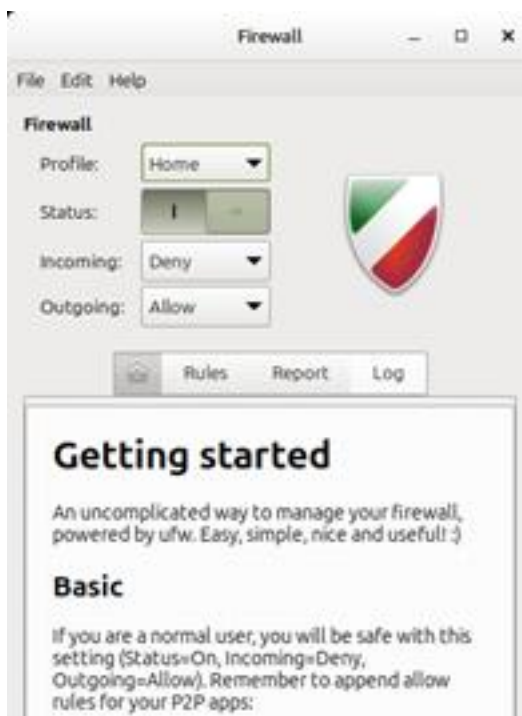 Firewall
File Edit Help
Firewall
Profile: Home
Status:
Incoming: Deny
Outgoing: Allow
Rules Report Log
Getting started
An uncomplicated way to manage your firewall,
powered by ufw. Easy, simple, nice and useful! :)
Basic
If you are a normal user, you will be safe with this
setting (Status=On, Incoming=Deny,
Outgoing=Allow). Remember to append allow
rules for your P2P apps: